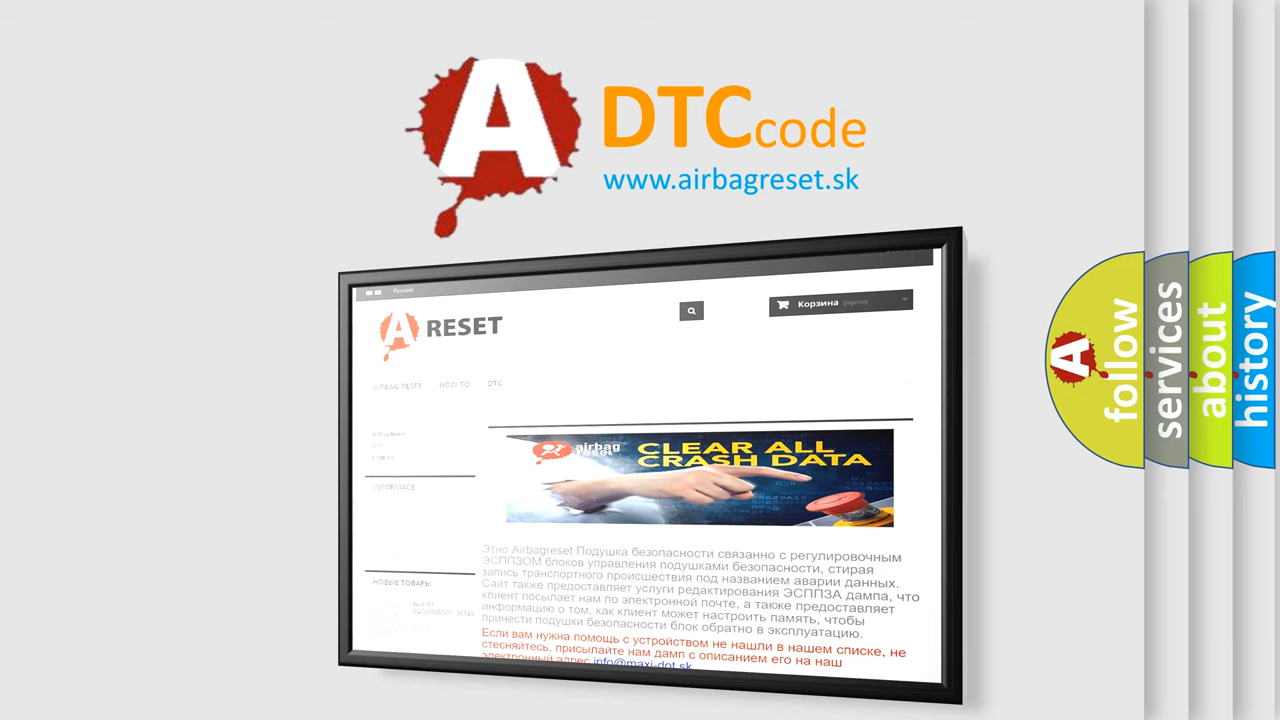 A DTCcode
www.airbagreset.sk
Русский
A RESET
Корзина (пусто)
AIRBAG RESET HOW TO DTC
Airbag Reset
DTC
HOW TO
INFORMACE
НОВЫЕ ТОВАРЫ
airbag
reset
CLEAR ALL
CRASH DATA
Этно Airbagreset Подушка безопасности связанно с регулировочным
ЭСППЗОМ блоков управления подушками безопасности, стирая
запись транспортного происшествия под названием аварии данных.
Сайт также предоставляет услуги редактирования ЭСППЗА дампа, что
клиент посылает нам по электронной почте, а также предоставляет
информацию о том, как клиент может настроить память, чтобы
принести подушки безопасности блок обратно в эксплуатацию.
Если вам нужна помощь с устройством не нашли в нашем списке, не
стесняйтесь, присылайте нам дамп с описанием его на наш
электронный адрес info@maxi-dot.sk
A follow
services
about
history